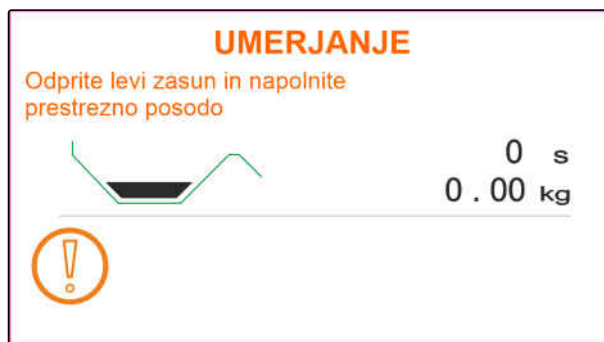 UMERJANJE
Odprite levi zasun in napolnite
prestrezno posodo
0 s
0.00 kg